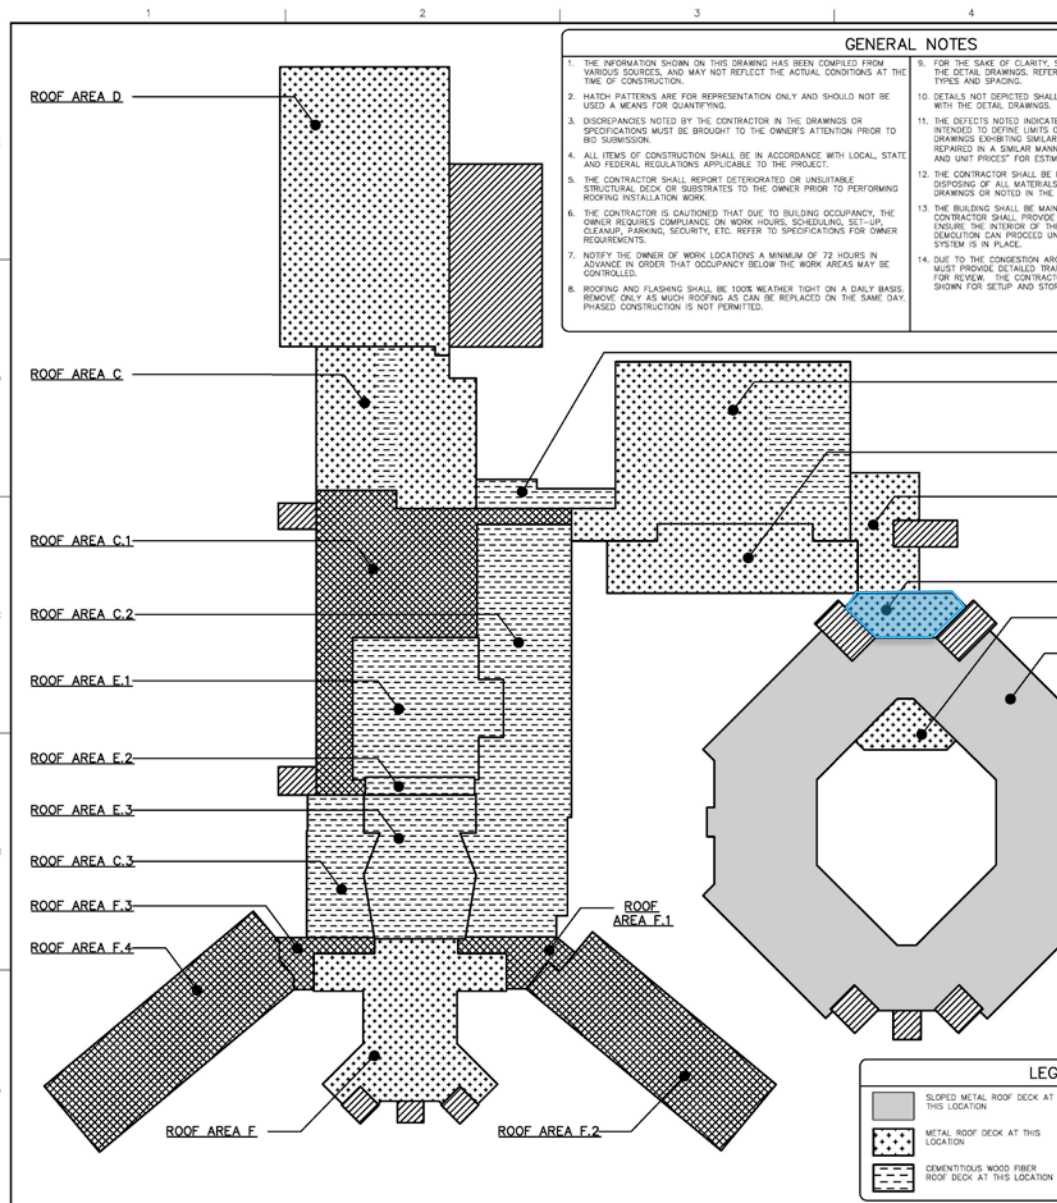 1 2 3 4
GENERAL NOTES
1. THE INFORMATION SHOWN ON THIS DRAWING HAS BEEN COMPILED FROM
VARIOUS SOURCES, AND MAY NOT REFLECT THE ACTUAL CONDITIONS AT THE
TIME OF CONSTRUCTION.
2. HATCH PATTERNS ARE FOR REPRESENTATION ONLY AND SHOULD NOT BE
USED A MEANS FOR QUANTIFYING.
3. DISCREPANCIES NOTED BY THE CONTRACTOR IN THE DRAWINGS OR
SPECIFICATIONS MUST BE BROUGHT TO THE OWNER'S ATTENTION PRIOR TO
BID SUBMISSION.
4. ALL ITEMS OF CONSTRUCTION SHALL BE IN ACCORDANCE WITH LOCAL, STATE
AND FEDERAL REGULATIONS APPLICABLE TO THE PROJECT.
5. THE CONTRACTOR SHALL REPORT DETERIORATED OR UNSUITABLE
STRUCTURAL DECK OR SUBSTRATES TO THE OWNER PRIOR TO PERFORMING
ROOFING INSTALLATION WORK.
6. THE CONTRACTOR IS CAUTIONED THAT DUE TO BUILDING OCCUPANCY, THE
OWNER REQUIRES COMPLIANCE ON WORK HOURS, SCHEDULING, SET-UP,
CLEANUP, PARKING, SECURITY, ETC. REFER TO SPECIFICATIONS FOR OWNER
REQUIREMENTS.
7. NOTIFY THE OWNER OF WORK LOCATIONS A MINIMUM OF 72 HOURS IN
ADVANCE IN ORDER THAT OCCUPANCY BELOW THE WORK AREAS MAY BE
CONTROLLED.
8. ROOFING AND FLASHING SHALL BE 100% WEATHER TIGHT ON A DAILY BASIS.
REMOVE ONLY AS MUCH ROOFING AS CAN BE REPLACED ON THE SAME DAY.
PHASED CONSTRUCTION IS NOT PERMITTED.
9. FOR THE SAKE OF CLARITY, S
THE DETAIL DRAWINGS. REFER
TYPES AND SPACING.
10. DETAILS NOT DEPICTED SHALL
WITH THE DETAIL DRAWINGS.
11. THE DEFECTS NOTED INDICATE
INTENDED TO DEFINE LIMITS O
DRAWINGS EXHIBITING SIMILAR
REPAIRED IN A SIMILAR MANN
AND UNIT PRICES" FOR ESTIM
12. THE CONTRACTOR SHALL BE
DISPOSING OF ALL MATERIALS
DRAWINGS OR NOTED IN THE
13. THE BUILDING SHALL BE MAIN
CONTRACTOR SHALL PROVIDE
ENSURE THE INTERIOR OF THE
DEMOLITION CAN PROCEED UN
SYSTEM IS IN PLACE.
14. DUE TO THE CONGESTION ARO
MUST PROVIDE DETAILED TRA
FOR REVIEW. THE CONTRACT
SHOWN FOR SETUP AND STOR
ROOF AREA D
ROOF AREA C
ROOF AREA C.1
ROOF AREA C.2
ROOF AREA E.1
ROOF AREA E.2
ROOF AREA E.3
ROOF AREA C.3
ROOF AREA F.3
ROOF AREA F.4
ROOF
AREA F.1
ROOF AREA F
ROOF AREA F.2
LEG
SLOPED METAL ROOF DECK AT
THIS LOCATION
METAL ROOF DECK AT THIS
LOCATION
CEMENTITIOUS WOOD FIBER
ROOF DECK AT THIS LOCATION